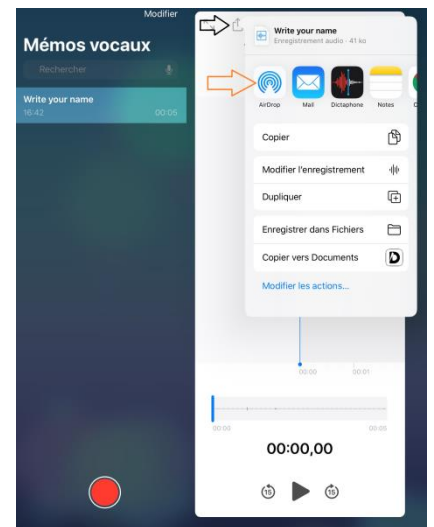 Modifier
Mémos vocaux
Rechercher
Write your name
16:42
00:05
Write your name
Enregistrement audio · 41 ko
AirDrop
Mail
Dictaphone
Notes
Copier
Modifier l'enregistrement
Dupliquer
Enregistrer dans Fichiers
Copier vers Documents
Modifier les actions...
00:00
00:01
00:00
00:05
00:00,00
15
15